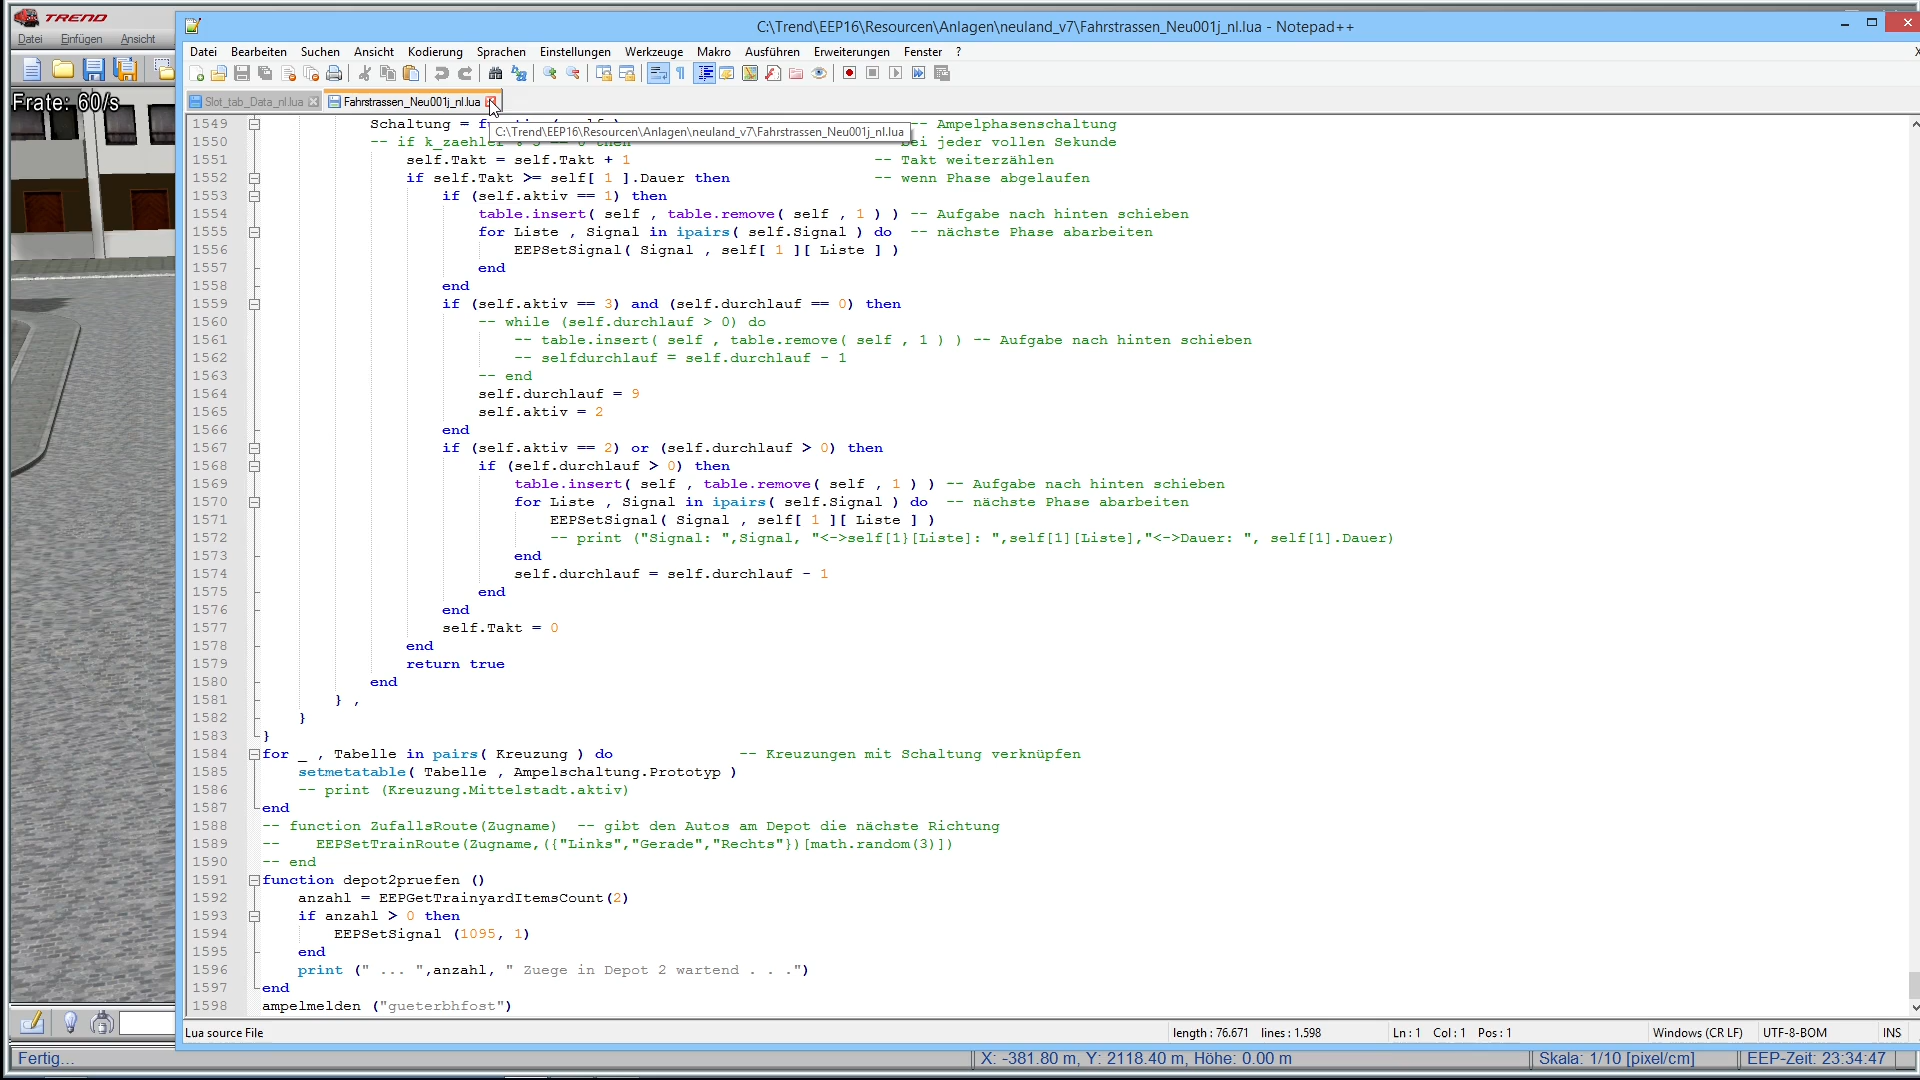 TREND
C:\Trend\EEP16\Resourcen\Anlagen\neuland_v7\Fahrstrassen_Neu001j_nl.lua - Notepad++
Datei Einfügen Ansicht
Datei Bearbeiten Suchen Ansicht Kodierung Sprachen Einstellungen Werkzeuge Makro Ausführen Erweiterungen Fenster ?
Frate: 60/s
Slot_tab_Data_nl.lua Fahrstrassen_Neu001j_nl.lua
C:\Trend\EEP16\Resourcen\Anlagen\neuland_v7\Fahrstrassen_Neu001j_nl.lua
1549 Schaltung = -- Ampelphasenschaltung
1550 -- if k_zaehler then bei jeder vollen Sekunde
1551 self.Takt = self.Takt + 1 -- Takt weiterzählen
1552 if self.Takt >= self[ 1 ].Dauer then -- wenn Phase abgelaufen
1553 if (self.aktiv == 1) then
1554 table.insert( self , table.remove( self , 1 ) ) -- Aufgabe nach hinten schieben
1555 for Liste , Signal in ipairs( self.Signal ) do -- nächste Phase abarbeiten
1556 EEPSetSignal( Signal , self[ 1 ][ Liste ] )
1557 end
1558 end
1559 if (self.aktiv == 3) and (self.durchlauf == 0) then
1560 -- while (self.durchlauf > 0) do
1561 -- table.insert( self , table.remove( self , 1 ) ) -- Aufgabe nach hinten schieben
1562 -- selfdurchlauf = self.durchlauf - 1
1563 -- end
1564 self.durchlauf = 9
1565 self.aktiv = 2
1566 end
1567 if (self.aktiv == 2) or (self.durchlauf > 0) then
1568 if (self.durchlauf > 0) then
1569 table.insert( self , table.remove( self , 1 ) ) -- Aufgabe nach hinten schieben
1570 for Liste , Signal in ipairs( self.Signal ) do -- nächste Phase abarbeiten
1571 EEPSetSignal( Signal , self[ 1 ][ Liste ] )
1572 -- print ("Signal: ",Signal, "<->self[1}[Liste]: ",self[1][Liste],"<->Dauer: ", self[1].Dauer)
1573 end
1574 self.durchlauf = self.durchlauf - 1
1575 end
1576 end
1577 self.Takt = 0
1578 end
1579 return true
1580 end
1581 } ,
1582 }
1583 }
1584 for _ , Tabelle in pairs( Kreuzung ) do -- Kreuzungen mit Schaltung verknüpfen
1585 setmetatable( Tabelle , Ampelschaltung.Prototyp )
1586 -- print (Kreuzung.Mittelstadt.aktiv)
1587 end
1588 -- function ZufallsRoute(Zugname) -- gibt den Autos am Depot die nächste Richtung
1589 -- EEPSetTrainRoute(Zugname,({"Links","Gerade","Rechts"})[math.random(3)])
1590 -- end
1591 function depot2pruefen ()
1592 anzahl = EEPGetTrainyardItemsCount(2)
1593 if anzahl > 0 then
1594 EEPSetSignal (1095, 1)
1595 end
1596 print (" ... ",anzahl, " Zuege in Depot 2 wartend . . .")
1597 end
1598 ampelmelden ("gueterbhfost")
Lua source File length : 76.671 lines : 1.598 Ln : 1 Col : 1 Pos : 1 Windows (CR LF) UTF-8-BOM INS
Fertig... X: -381.80 m, Y: 2118.40 m, Höhe: 0.00 m Skala: 1/10 [pixel/cm] EEP-Zeit: 23:34:47